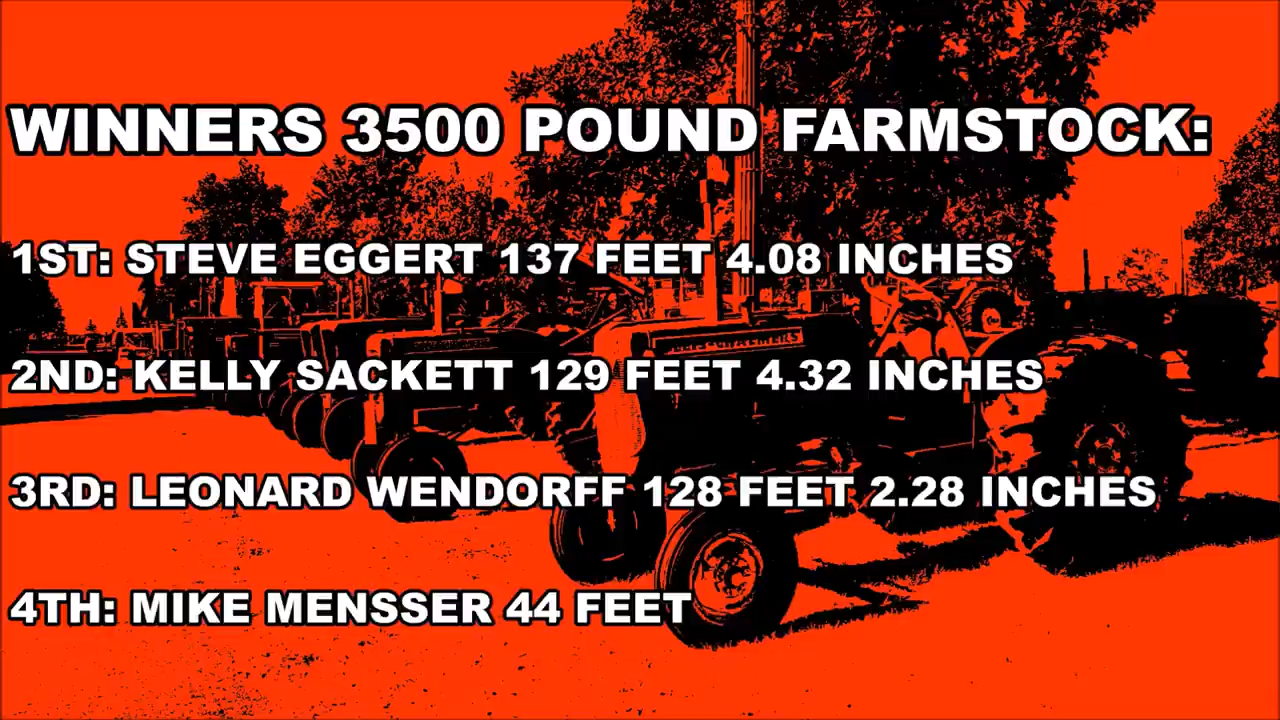 WINNERS 3500 POUND FARMSTOCK:
1ST: STEVE EGGERT 137 FEET 4.08 INCHES
2ND: KELLY SACKETT 129 FEET 4.32 INCHES
3RD: LEONARD WENDORFF 128 FEET 2.28 INCHES
4TH: MIKE MENSSER 44 FEET